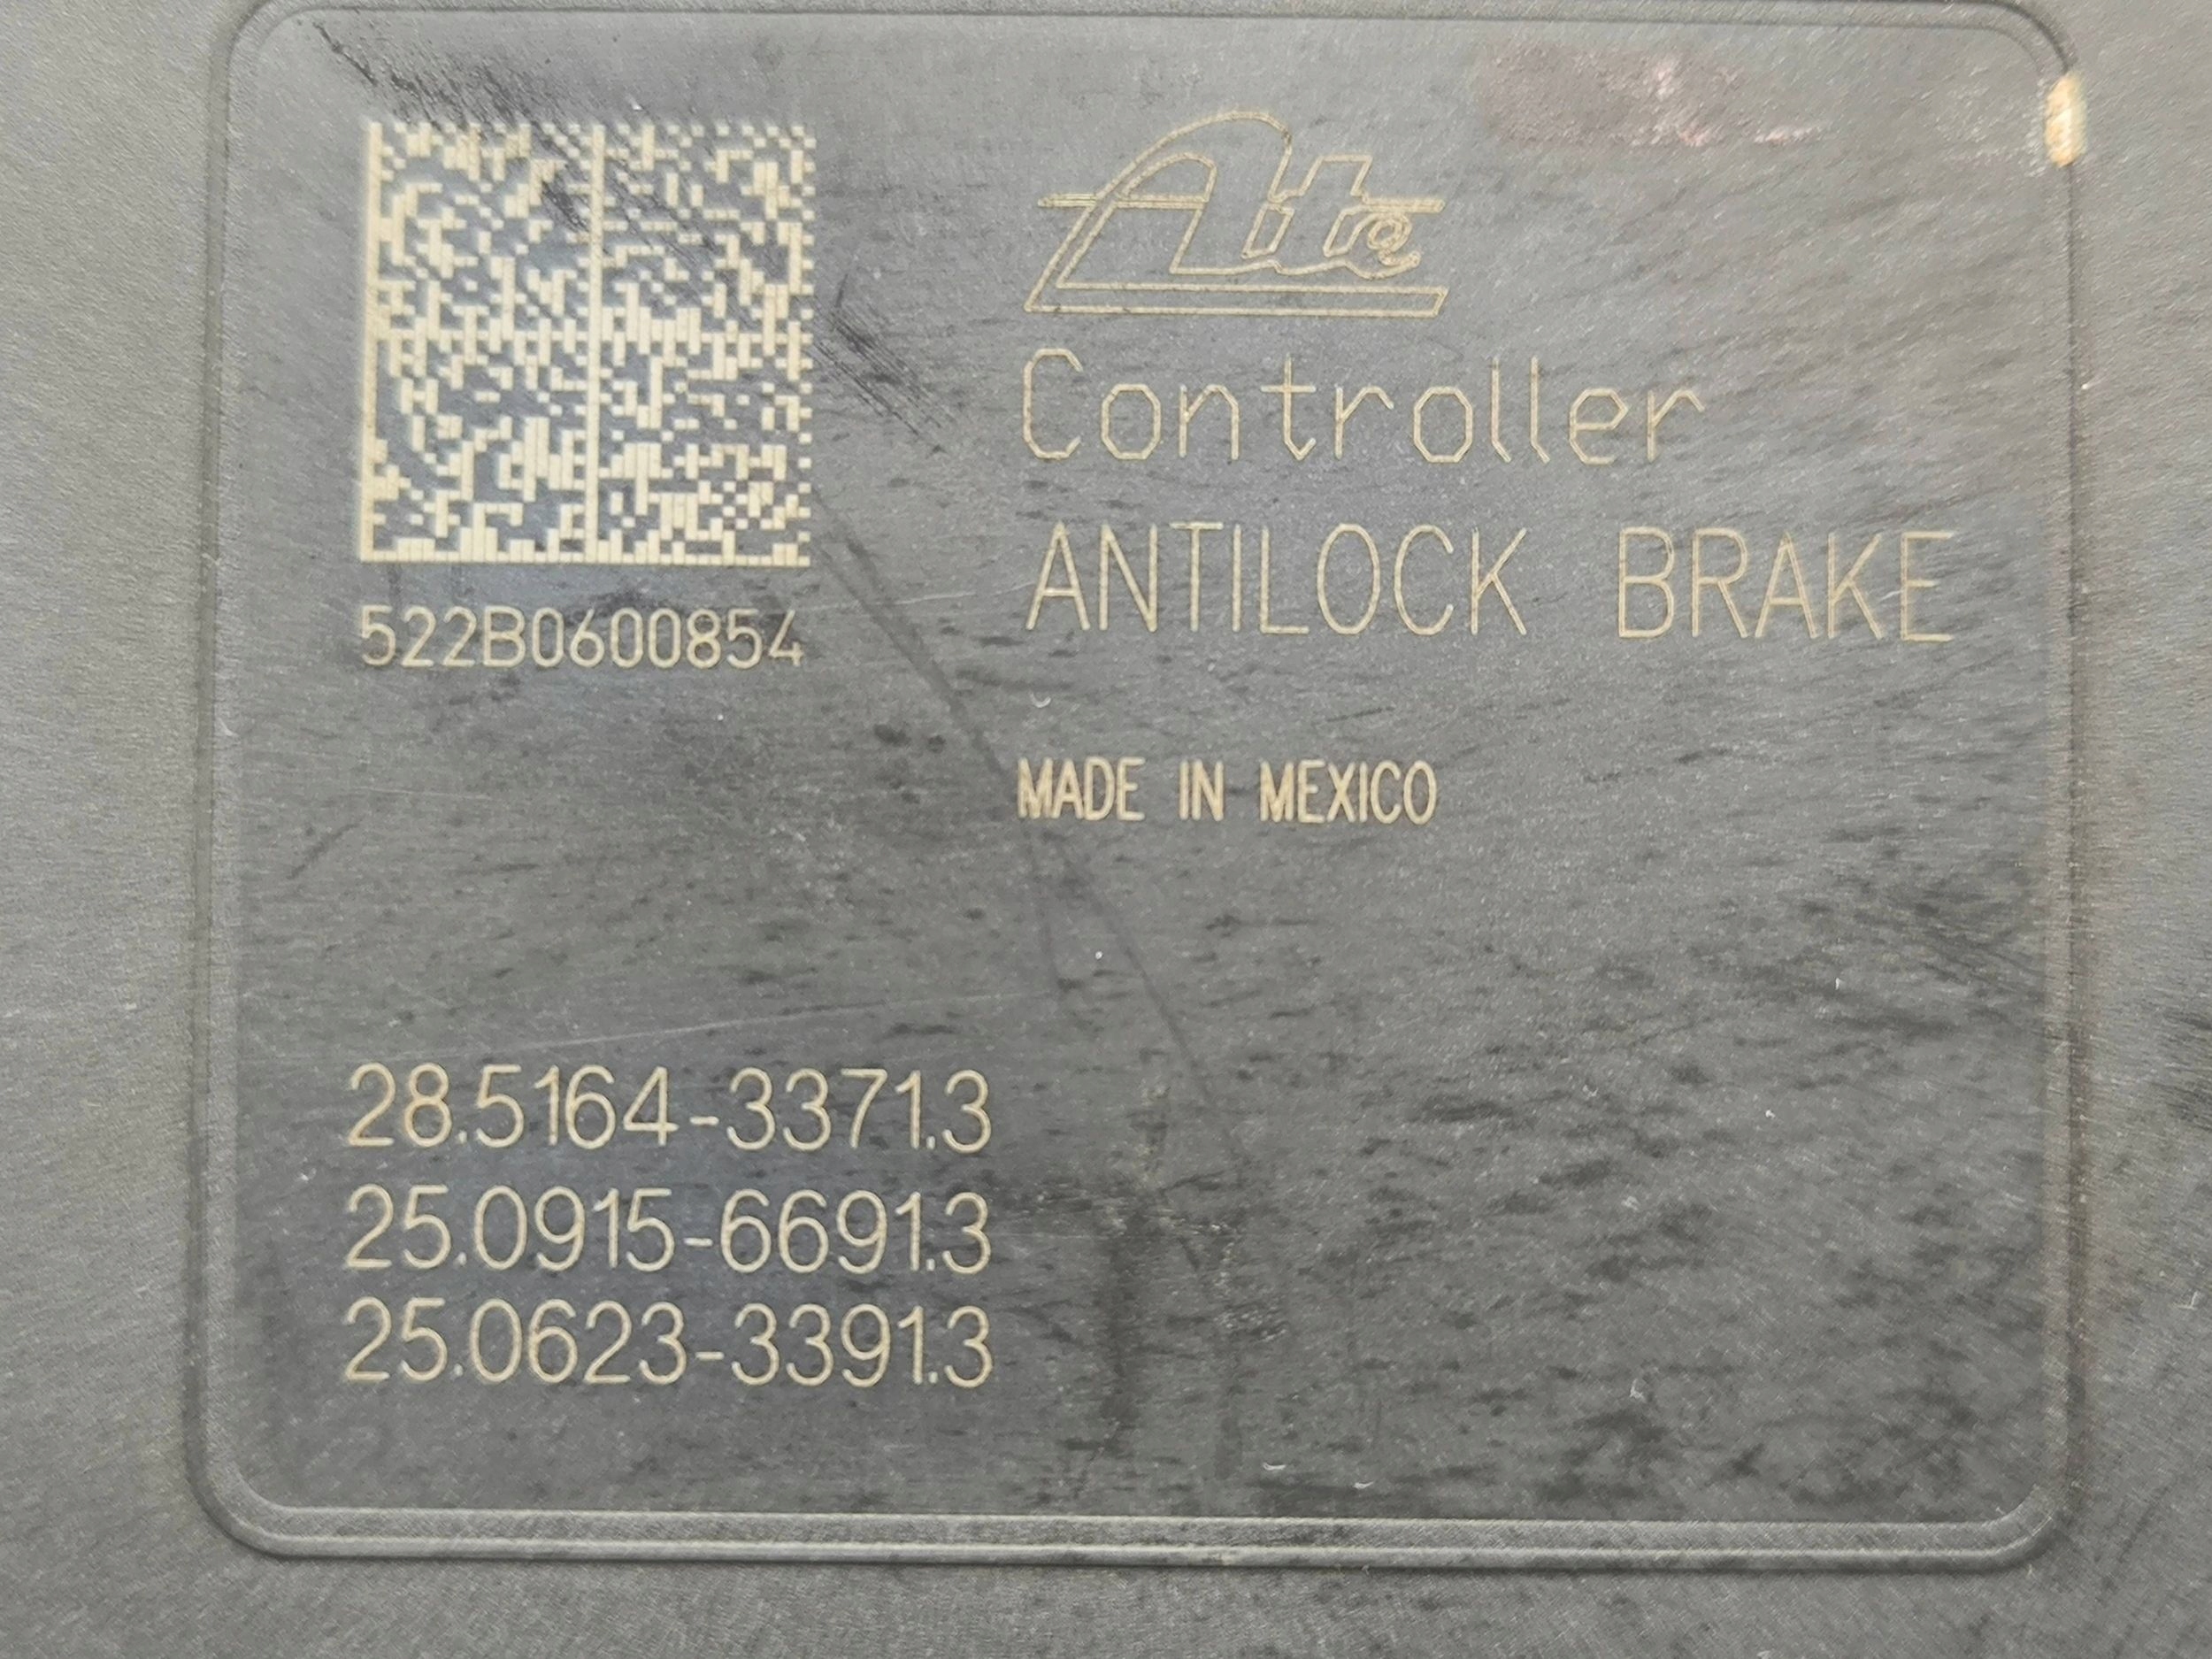 Ate
Controller
ANTILOCK BRAKE
522B0600854
MADE IN MEXICO
28.5164-3371.3
25.0915-6691.3
25.0623-3391.3